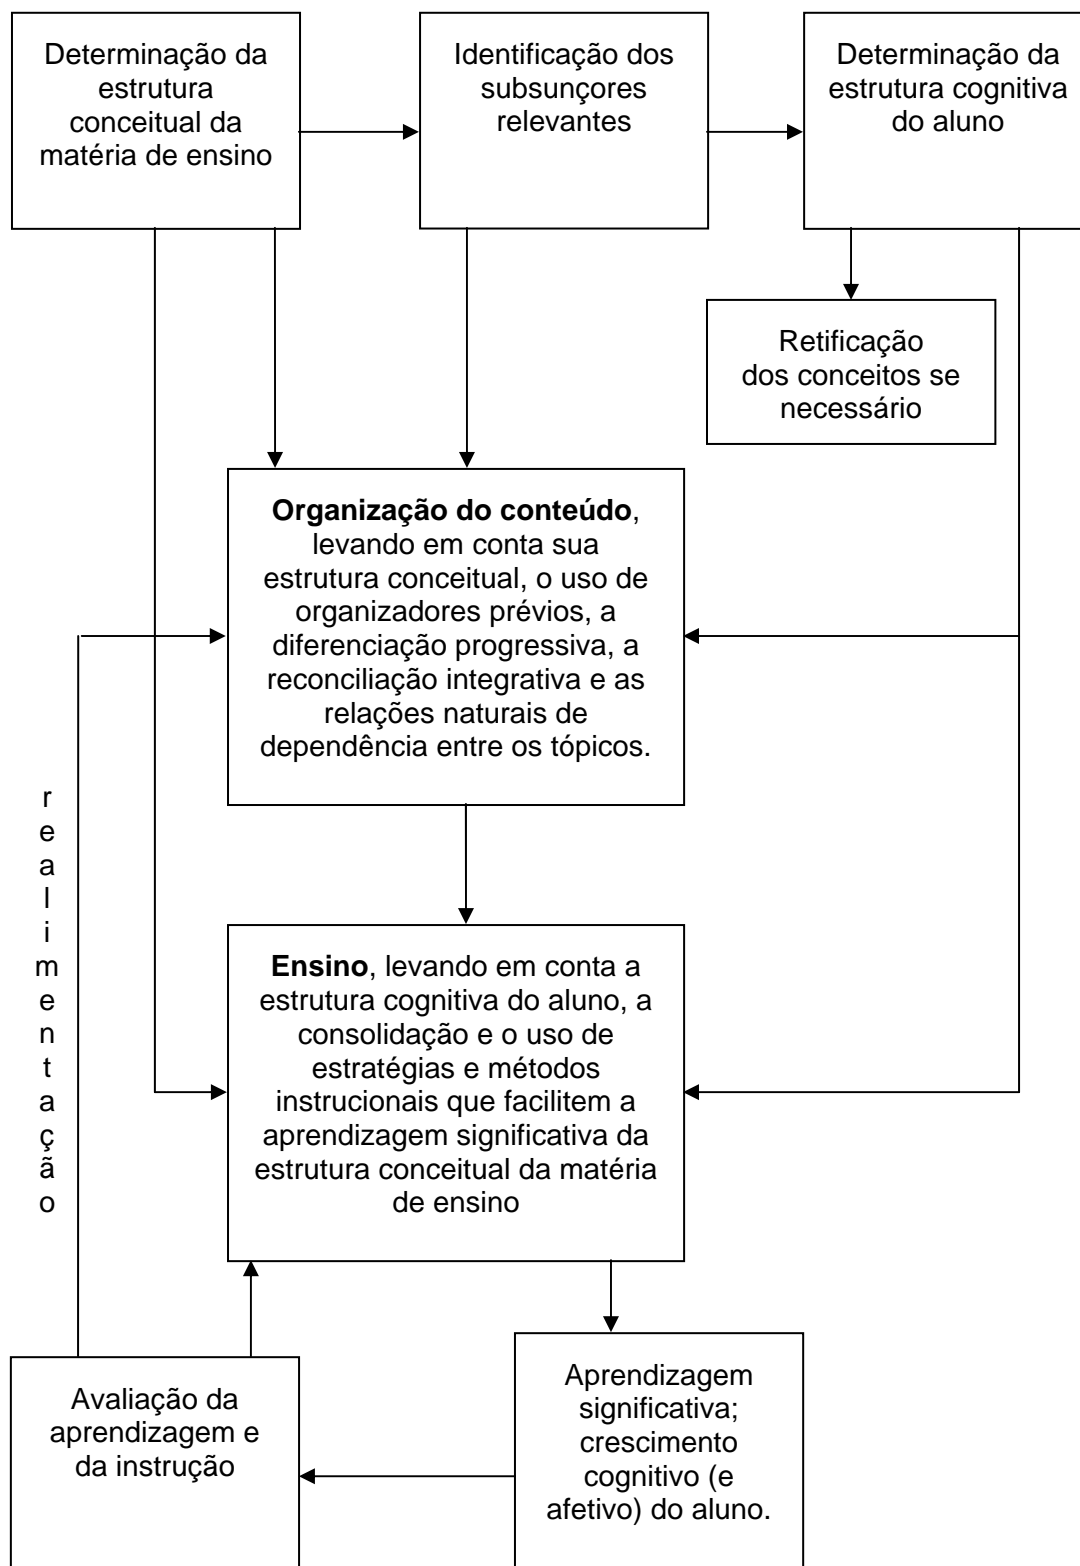 Determinação da
estrutura
conceitual da
matéria de ensino
Identificação dos
subsunçores
relevantes
Determinação da
estrutura cognitiva
do aluno
Retificação
dos conceitos se
necessário
Organização do conteúdo,
levando em conta sua
estrutura conceitual, o uso de
organizadores prévios, a
diferenciação progressiva, a
reconciliação integrativa e as
relações naturais de
dependência entre os tópicos.
realimentação
Ensino, levando em conta a
estrutura cognitiva do aluno, a
consolidação e o uso de
estratégias e métodos
instrucionais que facilitem a
aprendizagem significativa da
estrutura conceitual da matéria
de ensino
Avaliação da
aprendizagem e
da instrução
Aprendizagem
significativa;
crescimento
cognitivo (e
afetivo) do aluno.